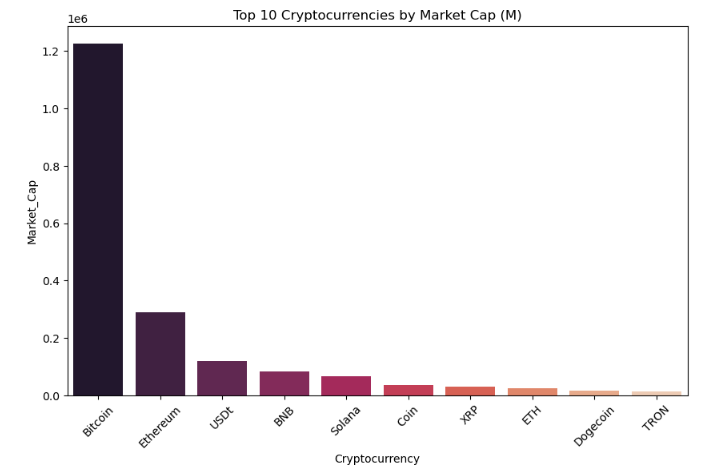 Top 10 Cryptocurrencies by Market Cap (M)
1e6
1.2
1.0
0.8
0.6
0.4
0.2
0.0
Market_Cap
Bitcoin
Ethereum
USDt
BNB
Solana
Coin
XRP
ETH
Dogecoin
TRON
Cryptocurrency